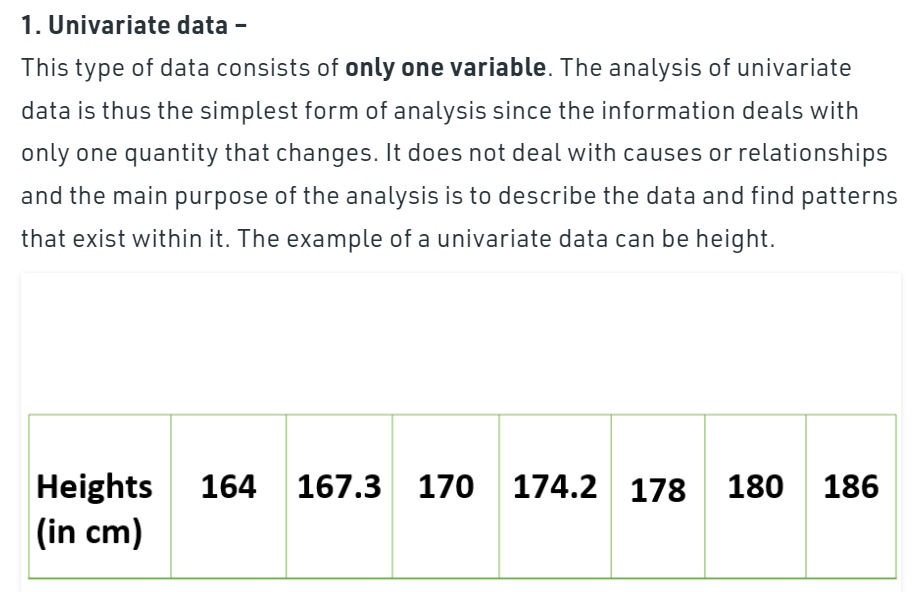 1. Univariate data –
This type of data consists of only one variable. The analysis of univariate
data is thus the simplest form of analysis since the information deals with
only one quantity that changes. It does not deal with causes or relationships
and the main purpose of the analysis is to describe the data and find patterns
that exist within it. The example of a univariate data can be height.
Heights 164 167.3 170 174.2 178 180 186
(in cm)